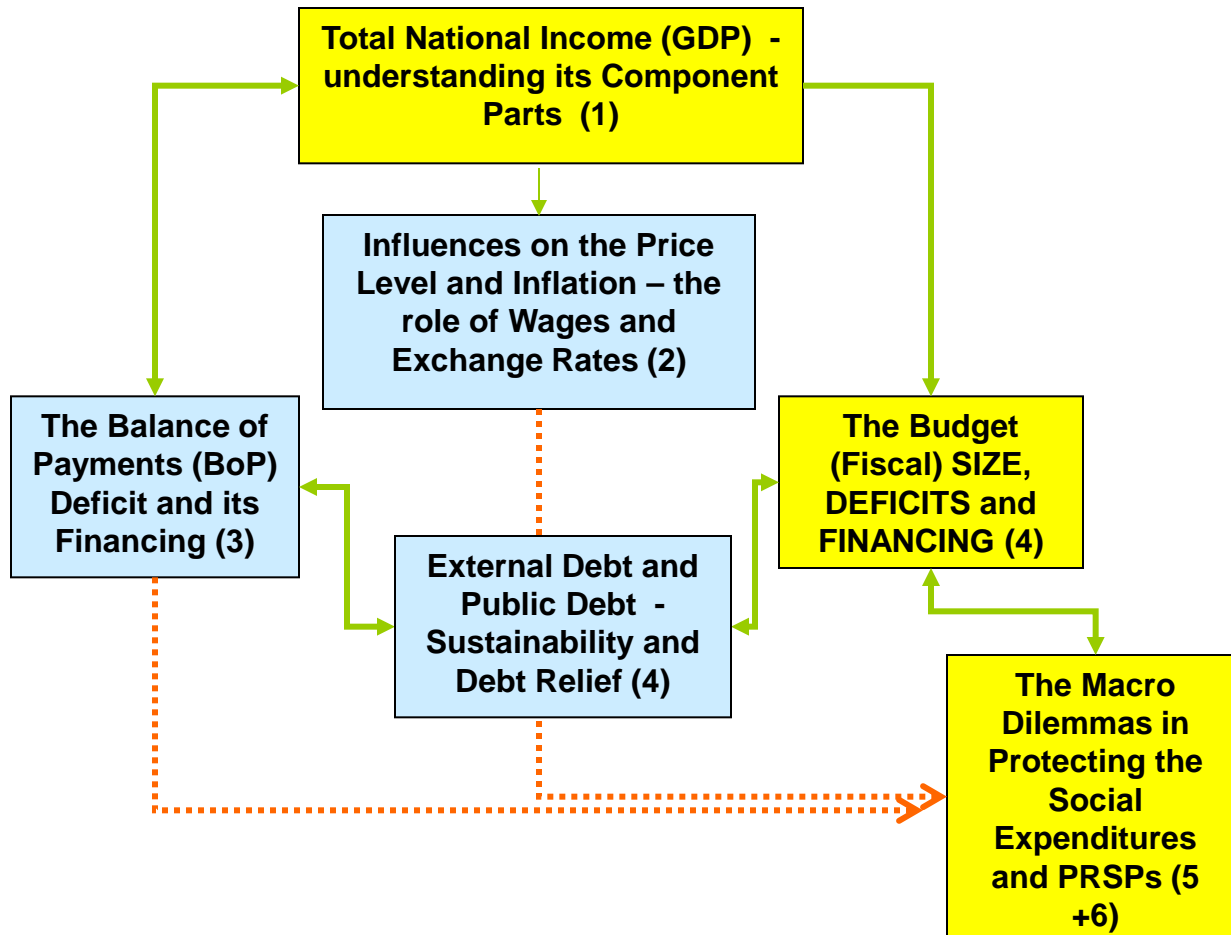 Total National Income (GDP)  -
understanding its Component
Parts  (1)
Influences on the Price
Level and Inflation – the
role of Wages and
Exchange Rates (2)
The Balance of
Payments (BoP)
Deficit and its
Financing (3)
The Budget
(Fiscal) SIZE,
DEFICITS and
FINANCING (4)
External Debt and
Public Debt  -
Sustainability and
Debt Relief (4)
The Macro
Dilemmas in
Protecting the
Social
Expenditures
and PRSPs (5
+6)